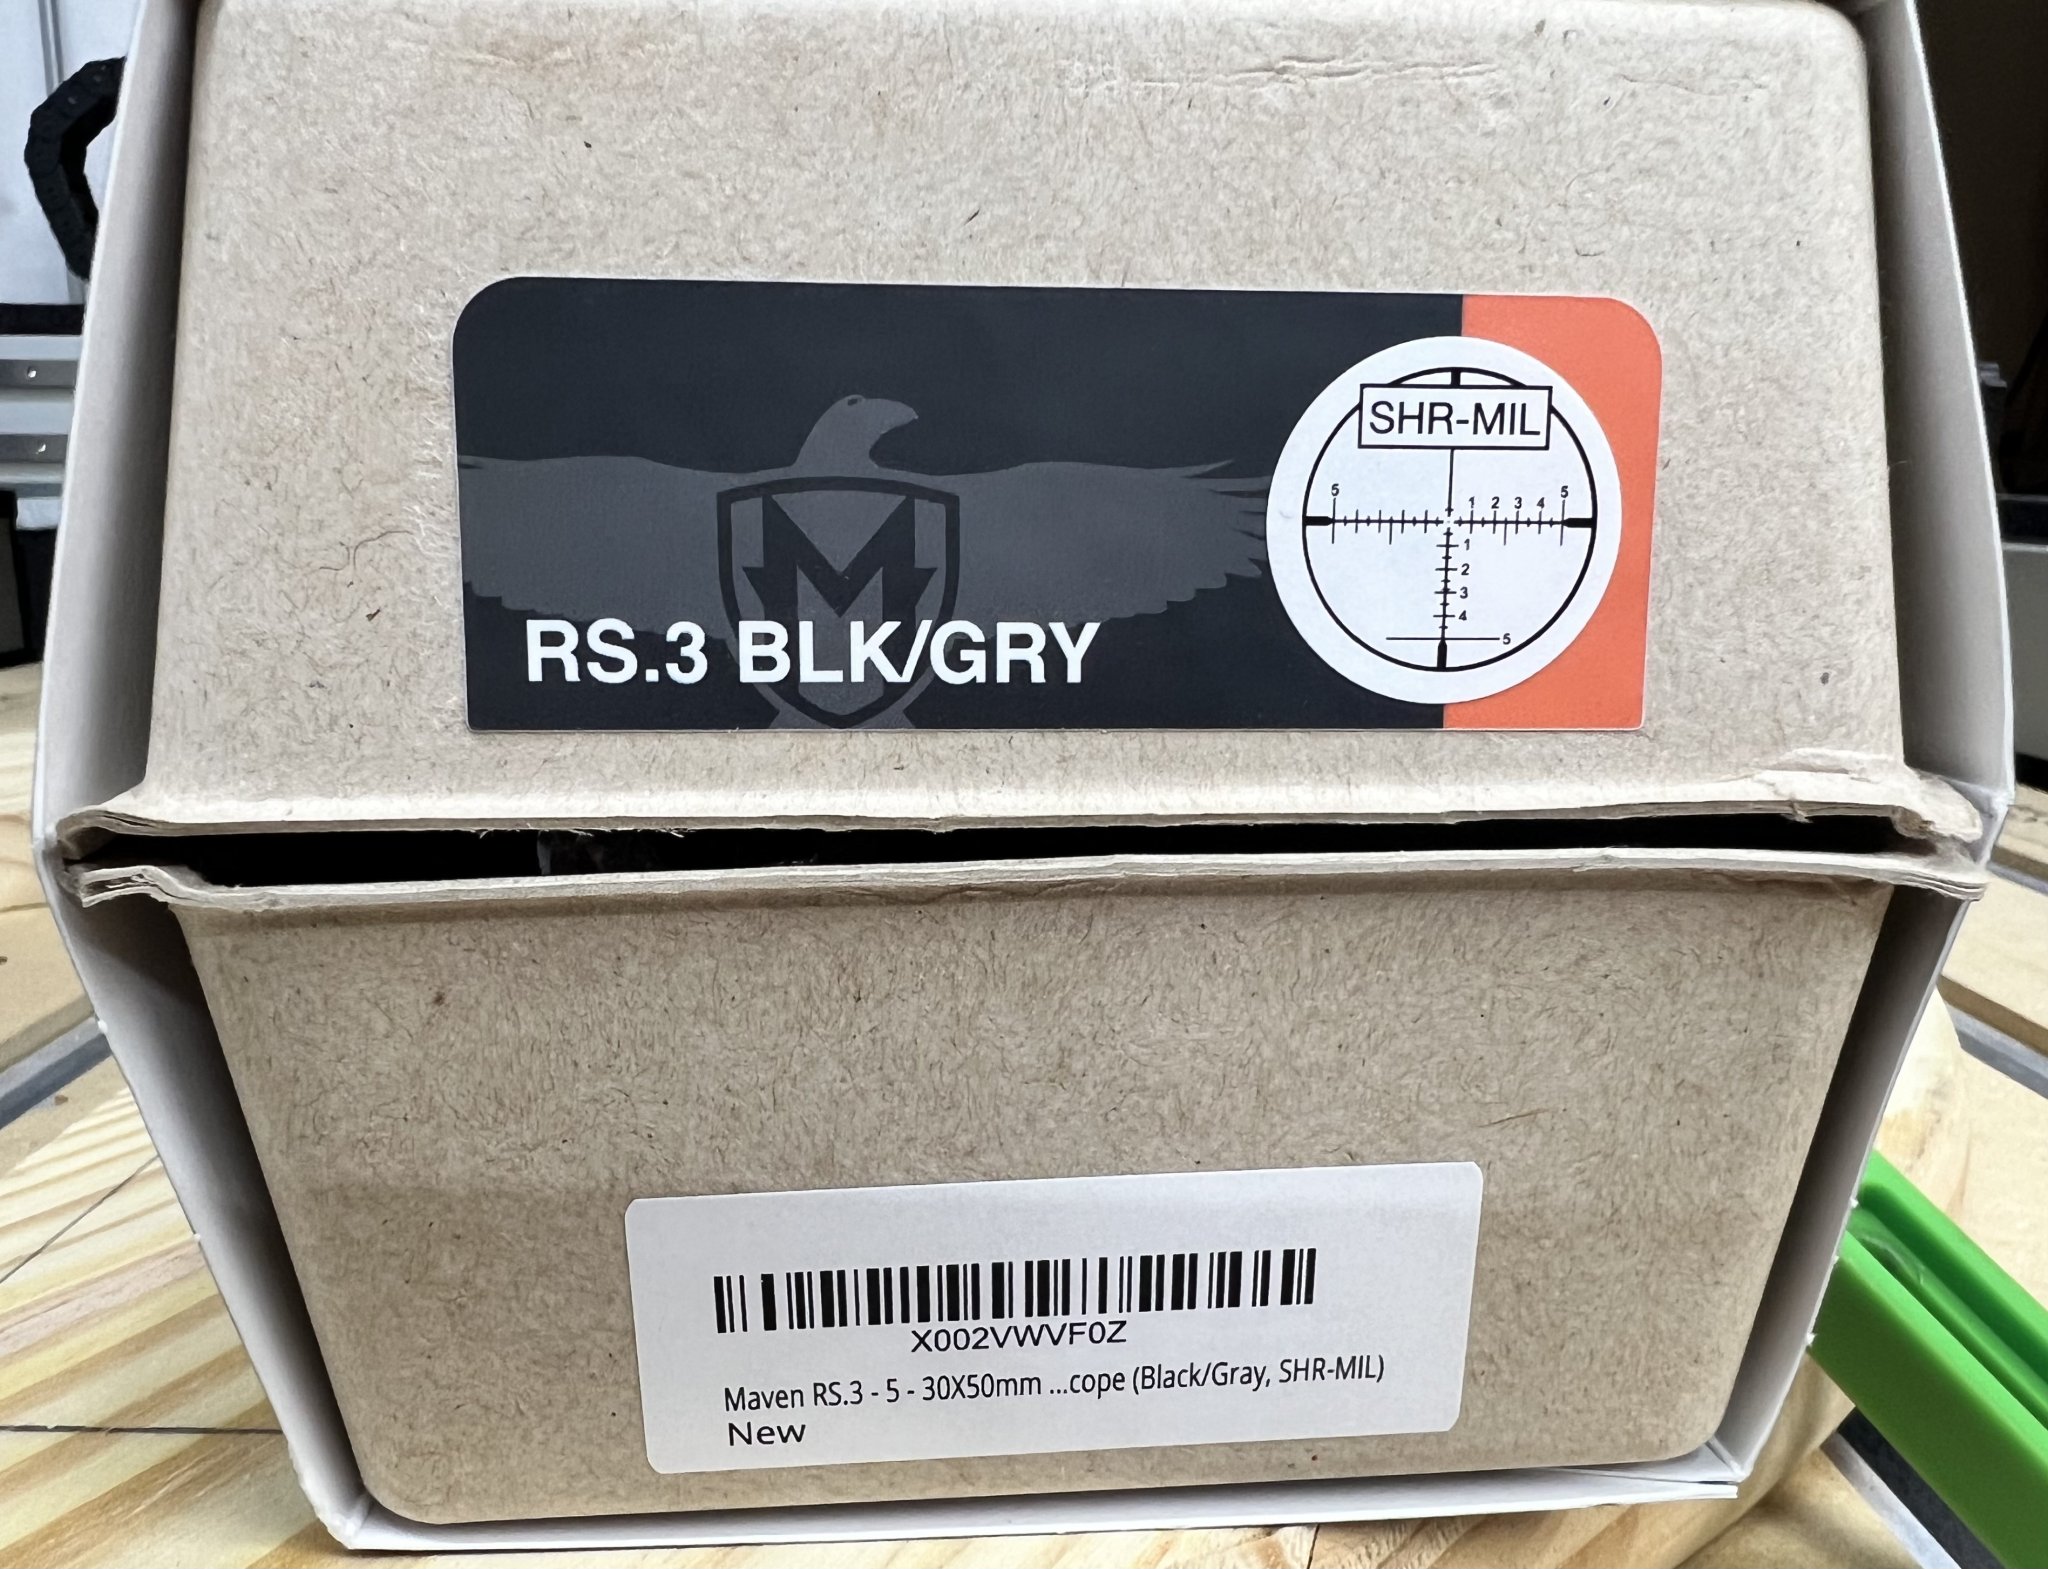 SHR-MIL
5 1 2 3 4 5
1
2
3
4
5
M
RS.3 BLK/GRY
X002VWVF0Z
Maven RS.3 - 5 - 30X50mm ...cope (Black/Gray, SHR-MIL)
New